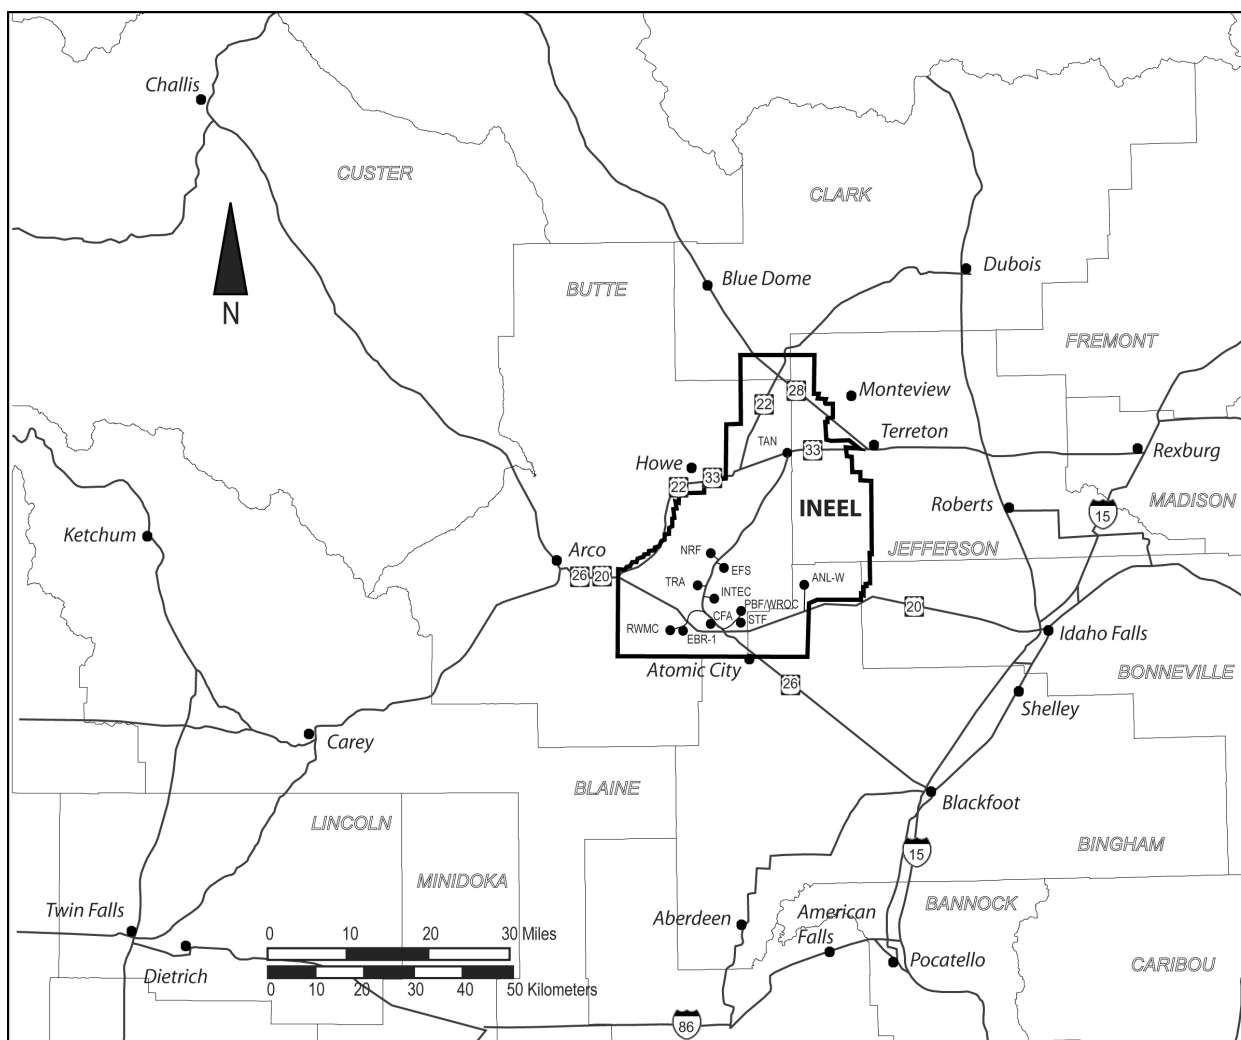 Challis
CUSTER
CLARK
N
Dubois
Blue Dome
BUTTE
FREMONT
Monteview
28
22
Terreton
TAN
33
Rexburg
Howe
33
22
INEEL
MADISON
Roberts
15
Ketchum
JEFFERSON
Arco
NRF
EFS
26
20
TRA
ANL-W
INTEC
PBF/WROC
20
CFA
STF
RWMC
EBR-1
Idaho Falls
Atomic City
BONNEVILLE
26
Shelley
Carey
BLAINE
Blackfoot
LINCOLN
BINGHAM
15
MINIDOKA
BANNOCK
Twin Falls
Aberdeen
American
Falls
0 10 20 30 Miles
Pocatello
CARIBOU
Dietrich
0 10 20 30 40 50 Kilometers
86